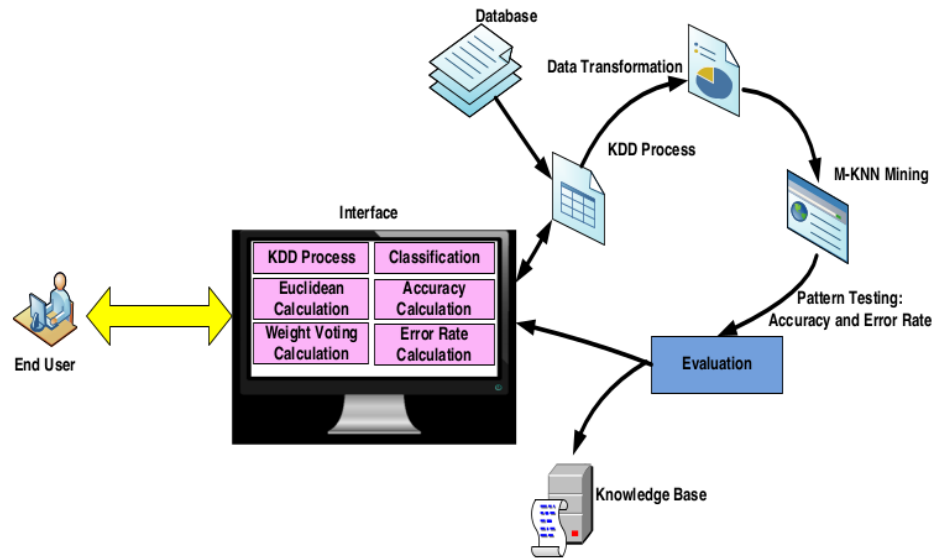 Database
Data Transformation
KDD Process
M-KNN Mining
Interface
KDD Process
Classification
Euclidean
Calculation
Accuracy
Calculation
Weight Voting
Calculation
Error Rate
Calculation
End User
Pattern Testing:
Accuracy and Error Rate
Evaluation
Knowledge Base